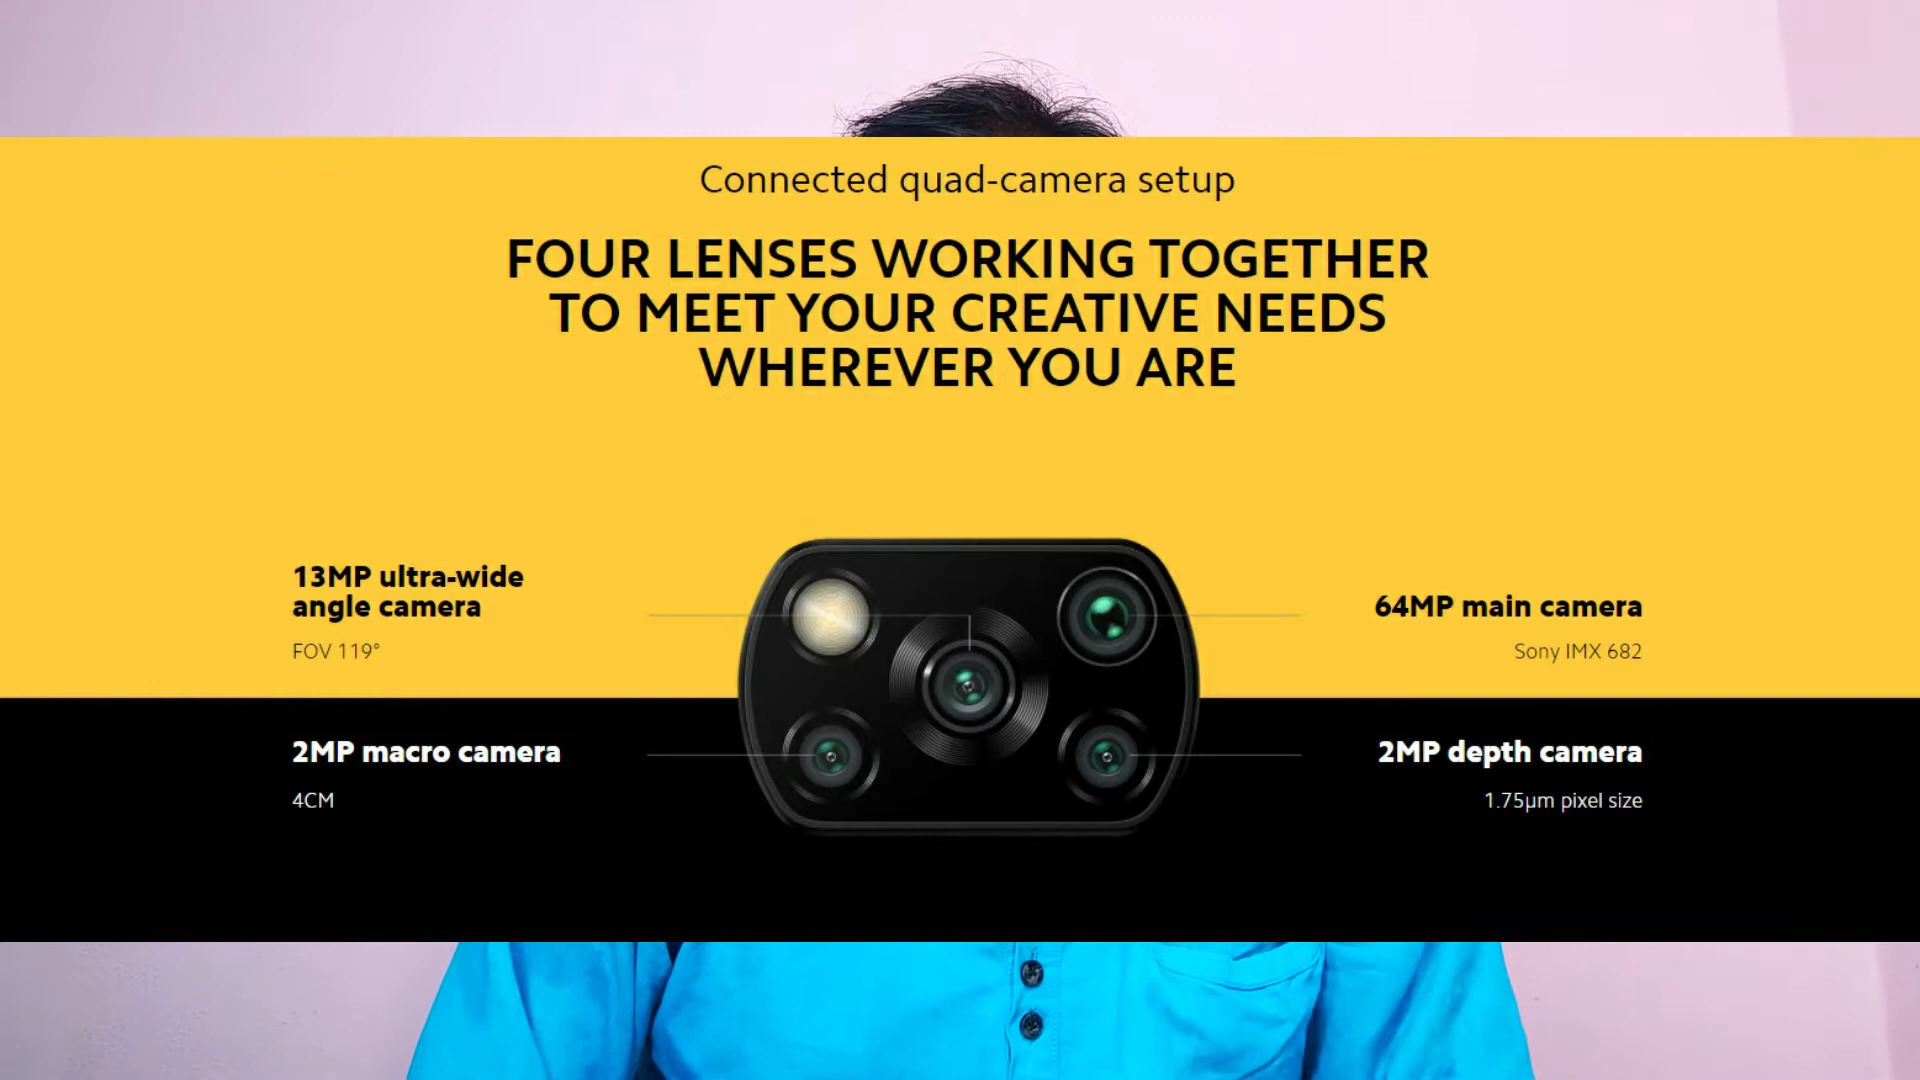 Connected quad-camera setup
FOUR LENSES WORKING TOGETHER
TO MEET YOUR CREATIVE NEEDS
WHEREVER YOU ARE
13MP ultra-wide
angle camera
FOV 119°
64MP main camera
Sony IMX 682
2MP macro camera
4CM
2MP depth camera
1.75μm pixel size